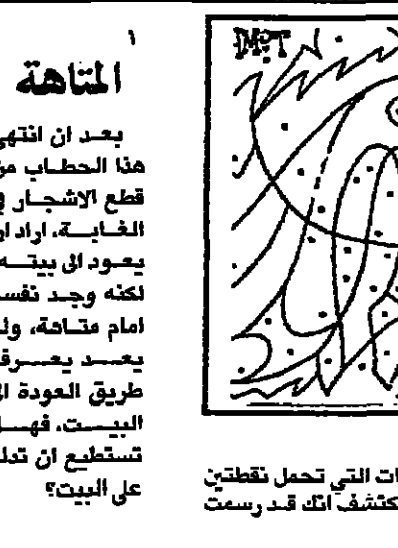 ١
المتاهة
بعد ان انتهى
هذا الحطاب من
قطع الاشجار في
الغابة، اراد ان
يعود الى بيته
لكنه وجد نفسه
امام متاهة، ولم
يعد يعرف
طريق العودة الى
البيت. فهل
تستطيع ان تدله
على البيت؟
ات التي تحمل نقطتين
كتشف انك قد رسمت